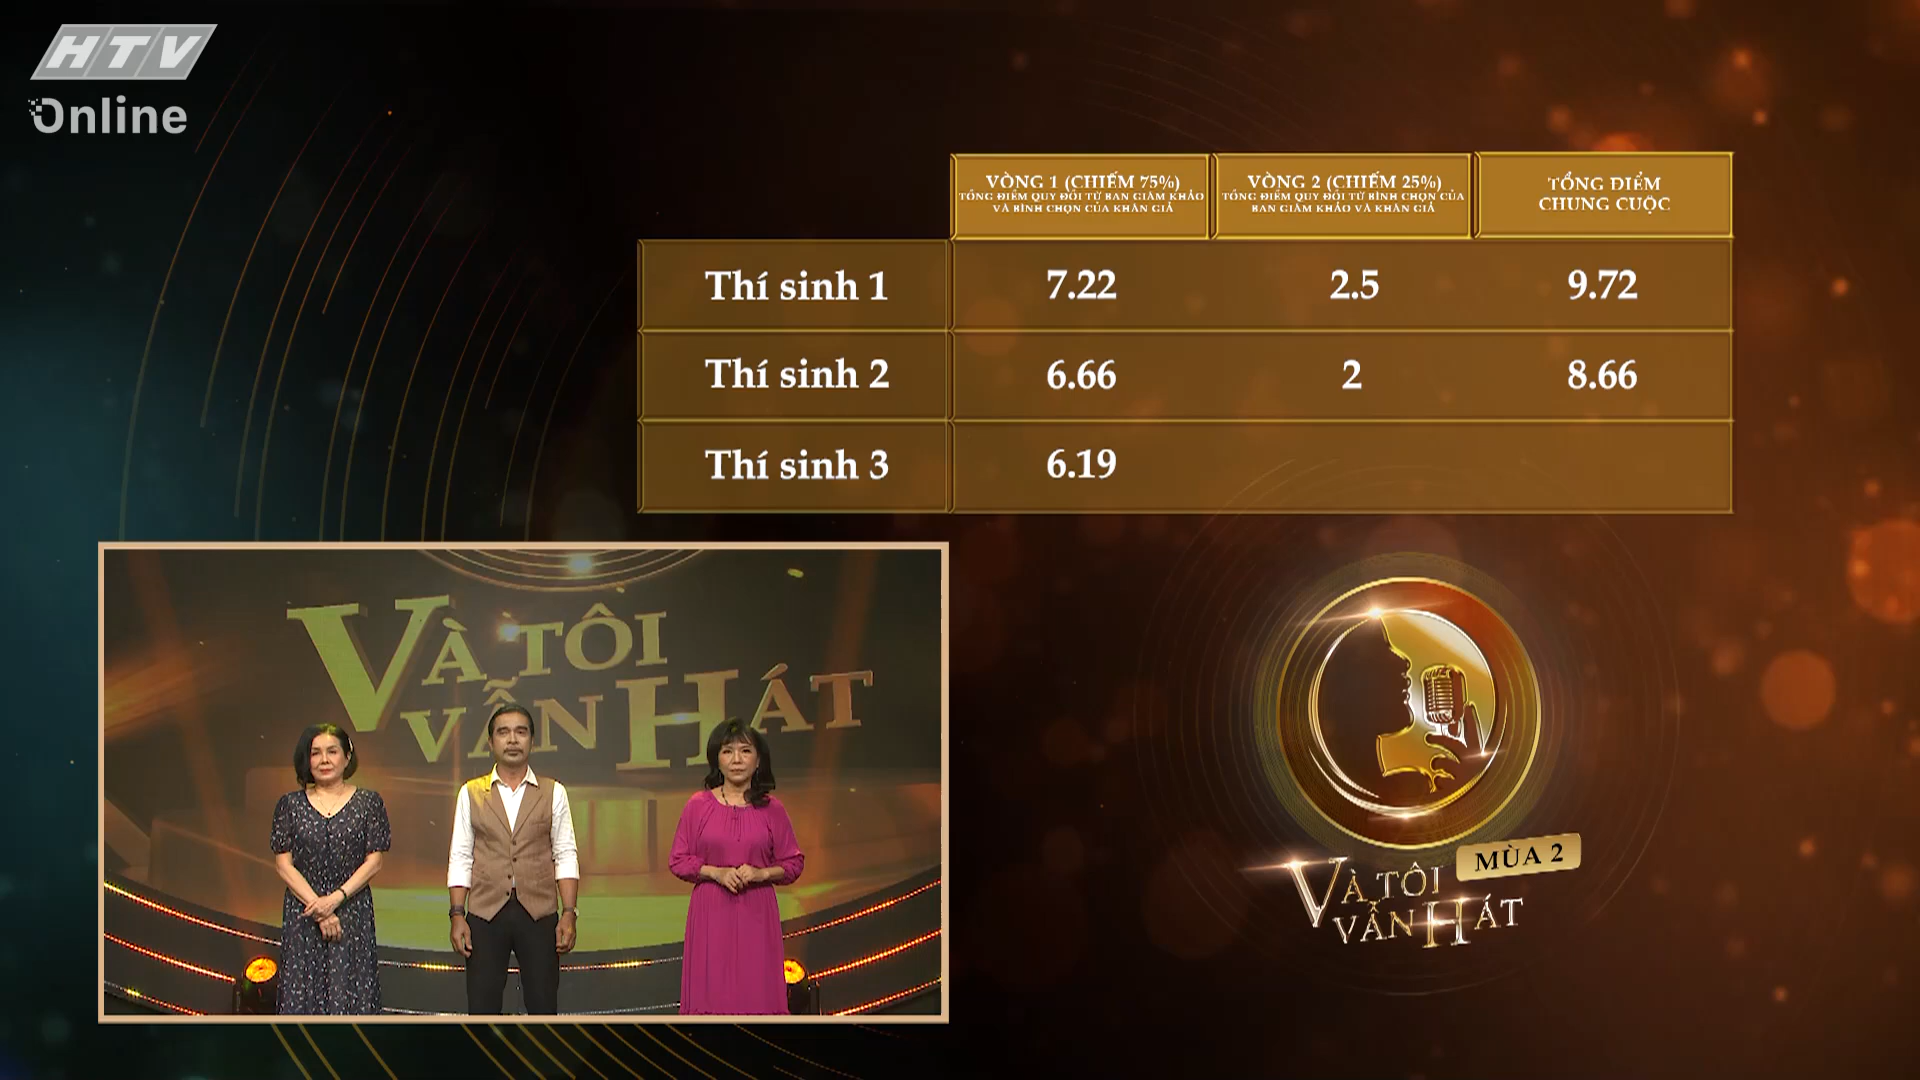 HTV
Online
VÒNG 1 (CHIẾM 75%)
TỔNG ĐIỂM QUY ĐỔI TỪ BAN GIÁM KHẢO
VÀ BÌNH CHỌN CỦA KHÁN GIẢ
VÒNG 2 (CHIẾM 25%)
TỔNG ĐIỂM QUY ĐỔI TỪ BÌNH CHỌN CỦA
BAN GIÁM KHẢO VÀ KHÁN GIẢ
TỔNG ĐIỂM
CHUNG CUỘC
Thí sinh 1 7.22 2.5 9.72
Thí sinh 2 6.66 2 8.66
Thí sinh 3 6.19
VÀ TÔI
VẪN HÁT
MÙA 2
VÀ TÔI
VẪN HÁT